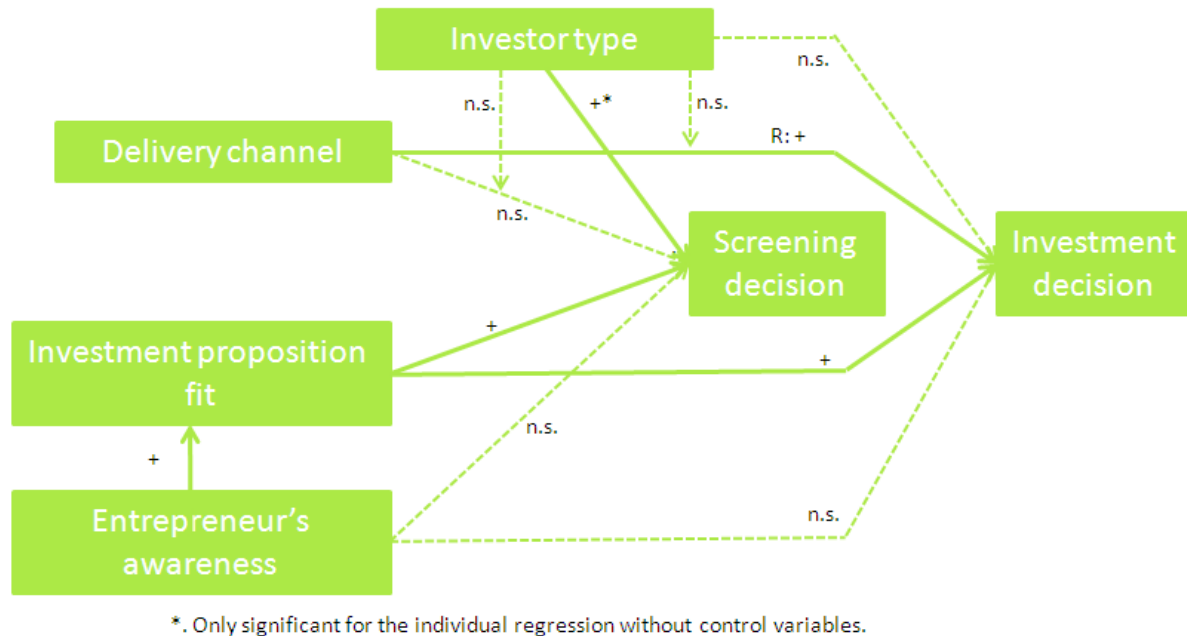 Investor type
n.s.
n.s.
+*
n.s.
Delivery channel
R: +
n.s.
Screening
decision
Investment
decision
+
Investment proposition
fit
+
n.s.
+
Entrepreneur's
awareness
n.s.
*. Only significant for the individual regression without control variables.